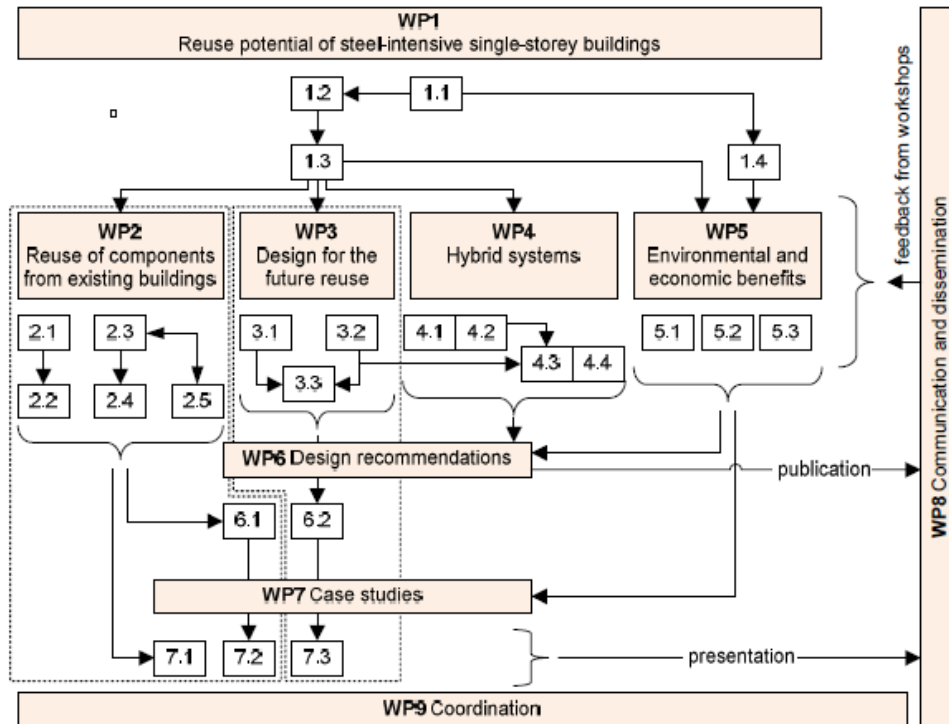 WP1
Reuse potential of steel-intensive single-storey buildings
1.2 1.1
1.3 1.4
feedback from workshops
WP2
Reuse of components
from existing buildings
WP3
Design for the
future reuse
WP4
Hybrid systems
WP5
Environmental and
economic benefits
2.1 2.3 3.1 3.2 4.1 4.2 5.1 5.2 5.3
4.3 4.4
3.3
2.2 2.4 2.5
WP6 Design recommendations
publication
6.1 6.2
WP7 Case studies
7.1 7.2 7.3
presentation
WP8 Communication and dissemination
WP9 Coordination